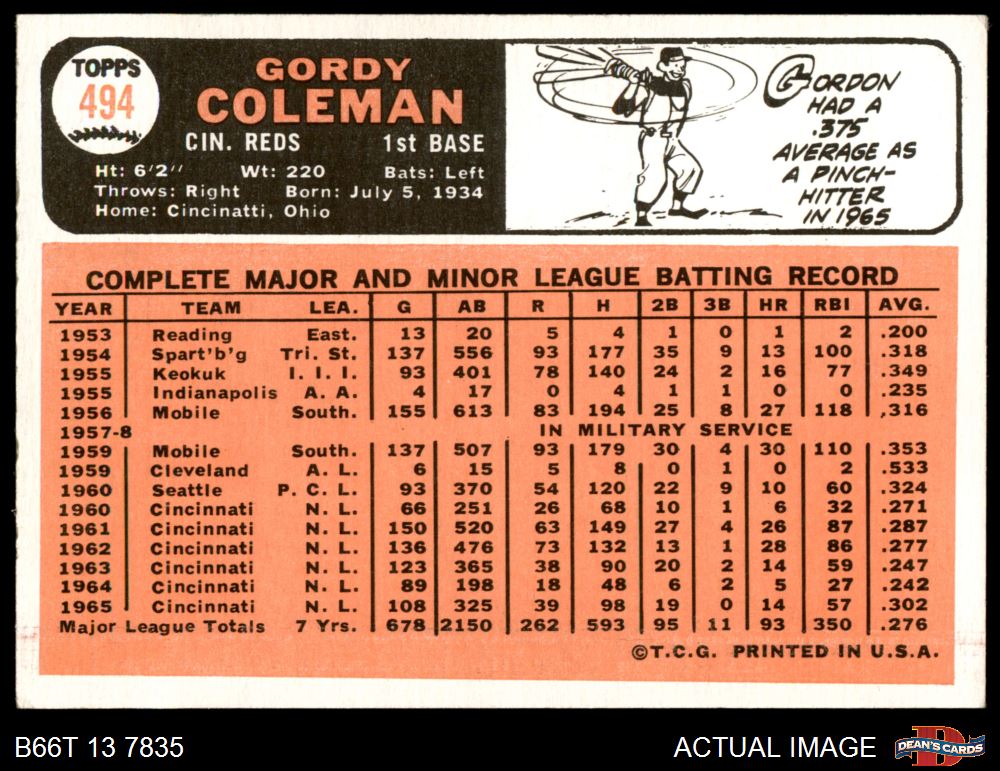 TOPPS
494
GORDY
COLEMAN
CIN. REDS 1st BASE
Ht: 6'2" Wt: 220 Bats: Left
Throws: Right Born: July 5, 1934
Home: Cincinatti, Ohio
GORDON
HAD A
.375
AVERAGE AS
A PINCH-
HITTER
IN 1965
COMPLETE MAJOR AND MINOR LEAGUE BATTING RECORD
YEAR TEAM LEA. G AB R H 2B 3B HR RBI AVG.
1953 Reading East. 13 20 5 4 1 0 1 2 .200
1954 Spart'b'g Tri. St. 137 556 93 177 35 9 13 100 .318
1955 Keokuk I. I. I. 93 401 78 140 24 2 16 77 .349
1955 Indianapolis A. A. 4 17 0 4 1 1 0 0 .235
1956 Mobile South. 155 613 83 194 25 8 27 118 ,316
1957-8 IN MILITARY SERVICE
1959 Mobile South. 137 507 93 179 30 4 30 110 .353
1959 Cleveland A. L. 6 15 5 8 0 1 0 2 .533
1960 Seattle P. C. L. 93 370 54 120 22 9 10 60 .324
1960 Cincinnati N. L. 66 251 26 68 10 1 6 32 .271
1961 Cincinnati N. L. 150 520 63 149 27 4 26 87 .287
1962 Cincinnati N. L. 136 476 73 132 13 1 28 86 .277
1963 Cincinnati N. L. 123 365 38 90 20 2 14 59 .247
1964 Cincinnati N. L. 89 198 18 48 6 2 5 27 .242
1965 Cincinnati N. L. 108 325 39 98 19 0 14 57 .302
Major League Totals 7 Yrs. 678 2150 262 593 95 11 93 350 .276
©T.C.G. PRINTED IN U.S.A.
B66T 13 7835 ACTUAL IMAGE DEAN'S CARDS